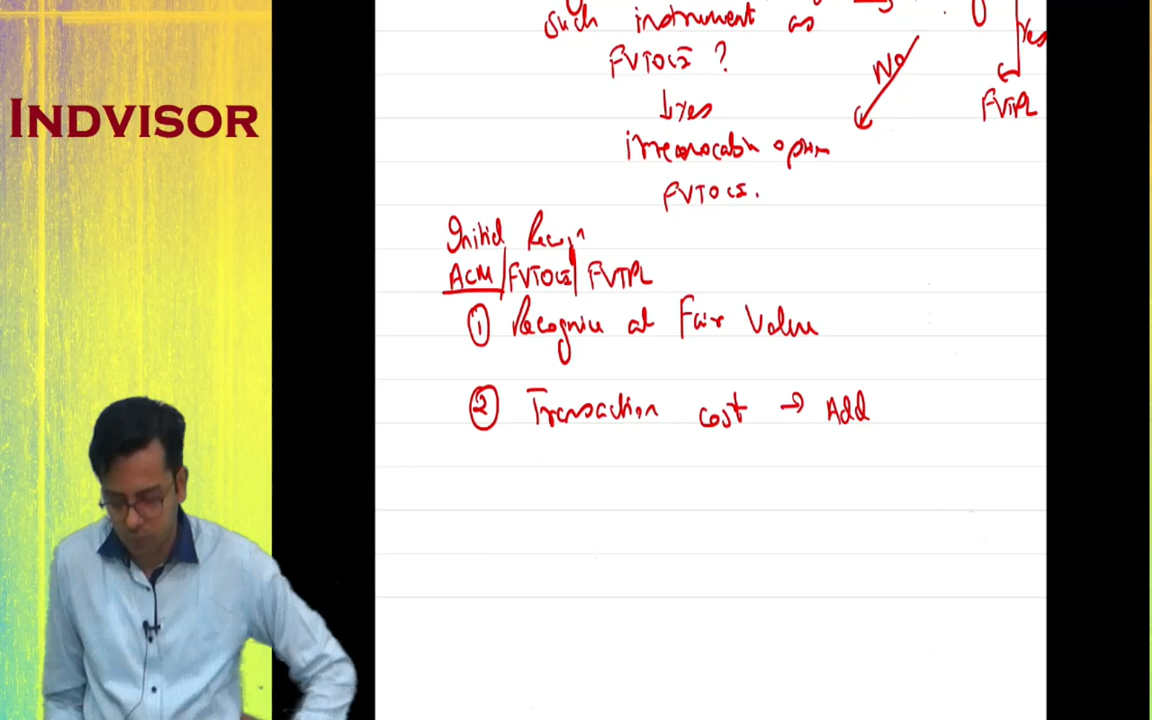 INDVISOR
Such instrument as
FVTOCI ?
Yes
No
FVTPL
↓ Yes
irrevocable option
FVTOCI.
Initial Recogn
ACM / FVTOCI / FVTPL
① Recognise at Fair Value
② Transaction cost → Add